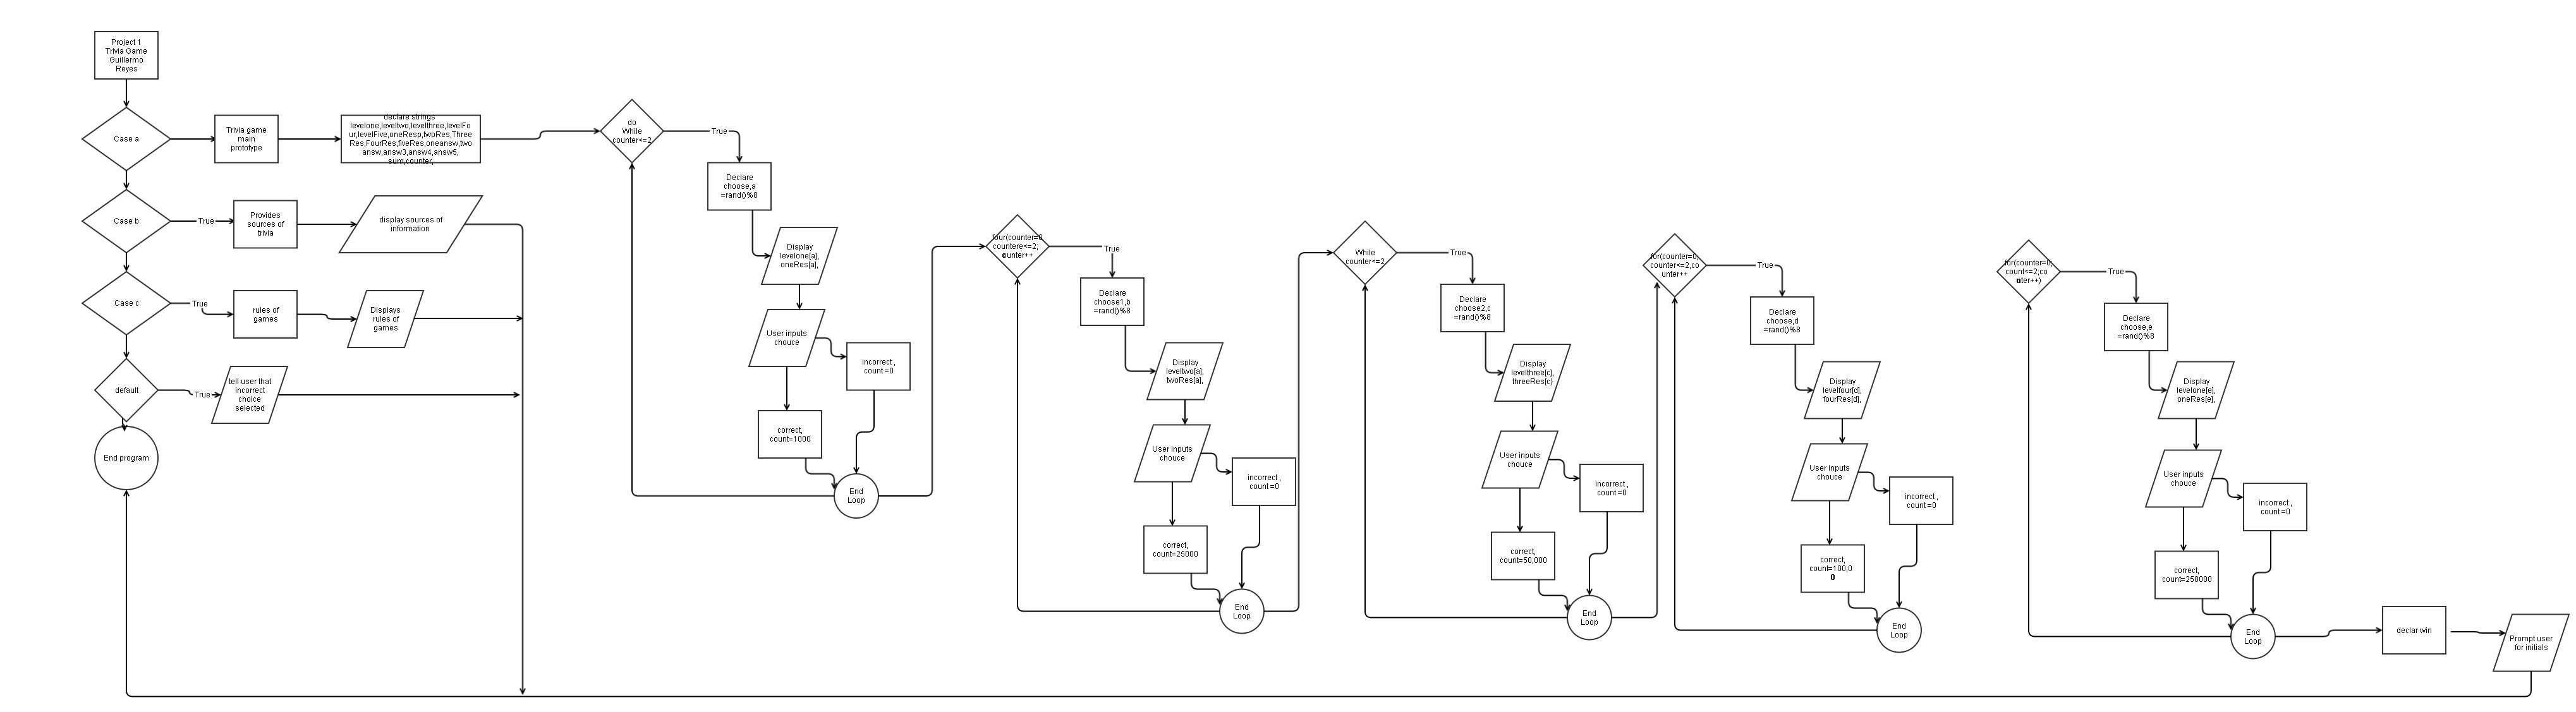 Project 1
Trivia Game
Guillermo
Reyes
Case a
Trivia game
main
prototype
declare strings
levelone,leveltwo,levelthree,levelFo
ur,levelFive,oneResp,twoRes,Three
Res,FourRes,fiveRes,oneansw,two
answ,answ3,answ4,answ5,
sum,counter,
Case b
True
Provides
sources of
trivia
display sources of
information
Case c
True
rules of
games
Displays
rules of
games
default
True
tell user that
incorrect
choice
selected
End program
do
While
counter<=2
True
Declare
choose,a
=rand()%8
Display
levelone[a],
oneRes[a],
User inputs
chouce
incorrect ,
count=0
correct,
count=1000
End
Loop
four(counter=0
countere<=2;
counter++
True
Declare
choose1,b
=rand()%8
Display
leveltwo[a],
twoRes[a],
User inputs
chouce
incorrect ,
count=0
correct,
count=25000
End
Loop
While
counter<=2
True
Declare
choose2,c
=rand()%8
Display
levelthree[c],
threeRes(c)
User inputs
chouce
incorrect ,
count=0
correct,
count=50,000
End
Loop
for(counter=0;
counter<=2,co
unter++
True
Declare
choose,d
=rand()%8
Display
levelfour[d],
fourRes[d],
User inputs
chouce
incorrect ,
count=0
correct,
count=100,0
End
Loop
for(counter=0;
count<=2;co
unter++)
True
Declare
choose,e
=rand()%8
Display
levelone[e],
oneRes[e],
User inputs
chouce
incorrect ,
count=0
correct,
count=250000
End
Loop
declar win
Prompt user
for initials